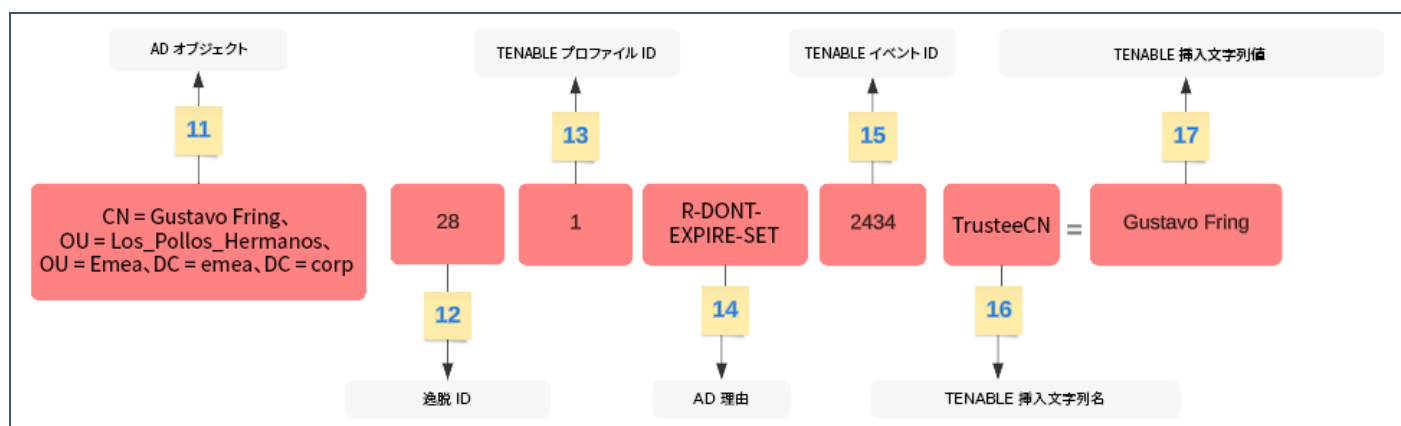 AD オブジェクト
TENABLE プロファイル ID
TENABLE イベント ID
TENABLE 挿入文字列値
11
13
15
17
CN = Gustavo Fring、
OU = Los_Pollos_Hermanos、
OU = Emea、DC = emea、DC = corp
28
1
R-DONT-
EXPIRE-SET
2434
TrusteeCN
=
Gustavo Fring
12
14
16
逸脱 ID
AD 理由
TENABLE 挿入文字列名